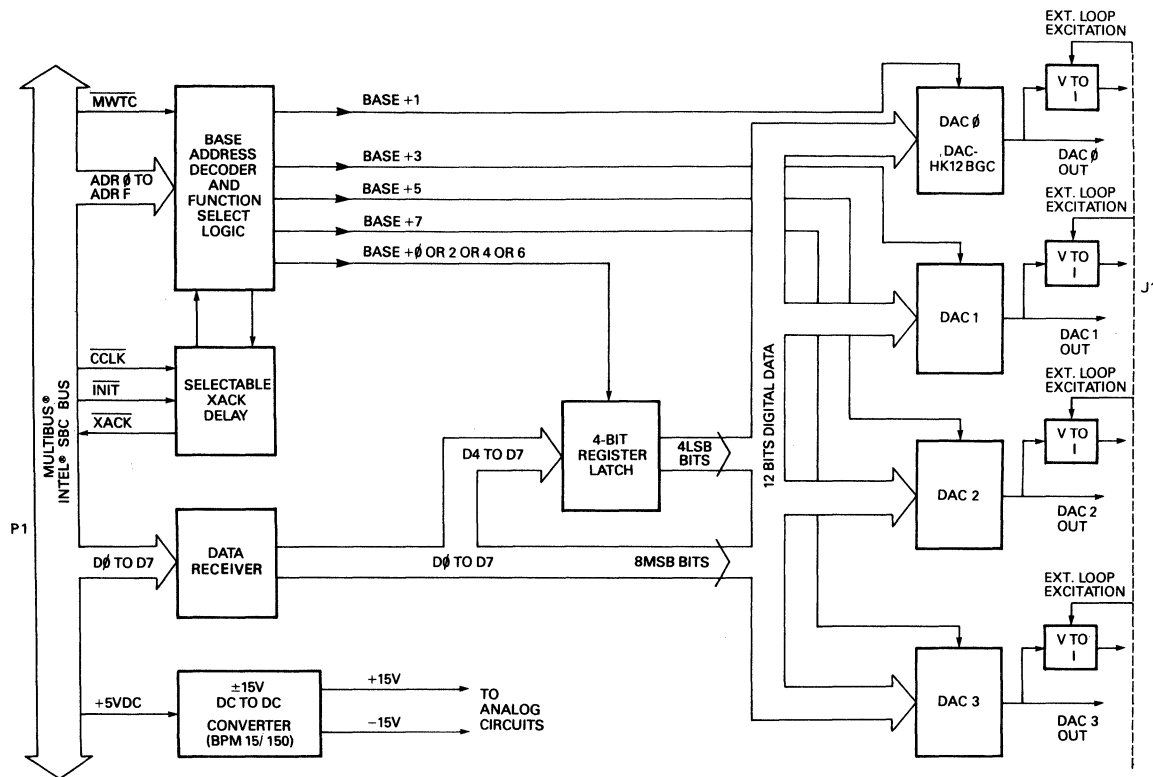 EXT. LOOP
EXCITATION
V TO
I
MWTC
BASE
ADDRESS
DECODER
AND
FUNCTION
SELECT
LOGIC
ADR Ø TO
ADR F
BASE +1
BASE +3
BASE +5
BASE +7
BASE +Ø OR 2 OR 4 OR 6
DAC Ø
,DAC-
HK12 BGC
DAC Ø
OUT
EXT. LOOP
EXCITATION
V TO
I
DAC 1
DAC 1
OUT
J1
CCLK
INIT
XACK
SELECTABLE
XACK
DELAY
MULTIBUS®
INTEL® SBC BUS
P1
12 BITS DIGITAL DATA
D4 TO D7
4-BIT
REGISTER
LATCH
4LSB
BITS
EXT. LOOP
EXCITATION
V TO
I
DAC 2
DAC 2
OUT
DØ TO D7
DATA
RECEIVER
DØ TO D7
8MSB BITS
EXT. LOOP
EXCITATION
V TO
I
DAC 3
DAC 3
OUT
+5VDC
±15V
DC TO DC
CONVERTER
(BPM 15/150)
+15V
-15V
TO
ANALOG
CIRCUITS